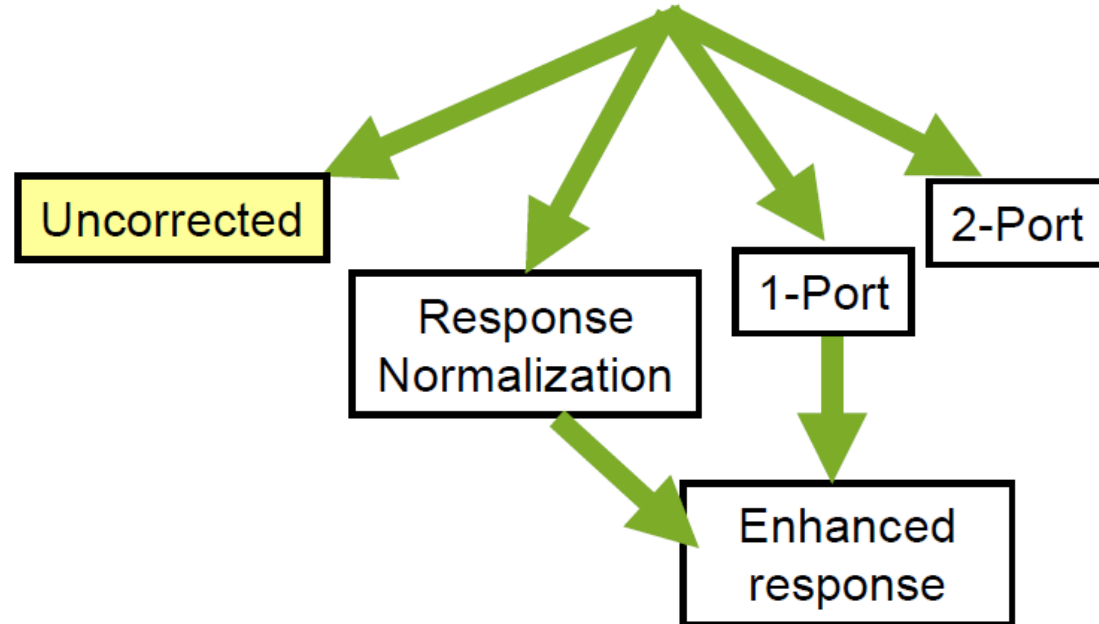 Uncorrected
2-Port
1-Port
Response
Normalization
Enhanced
response